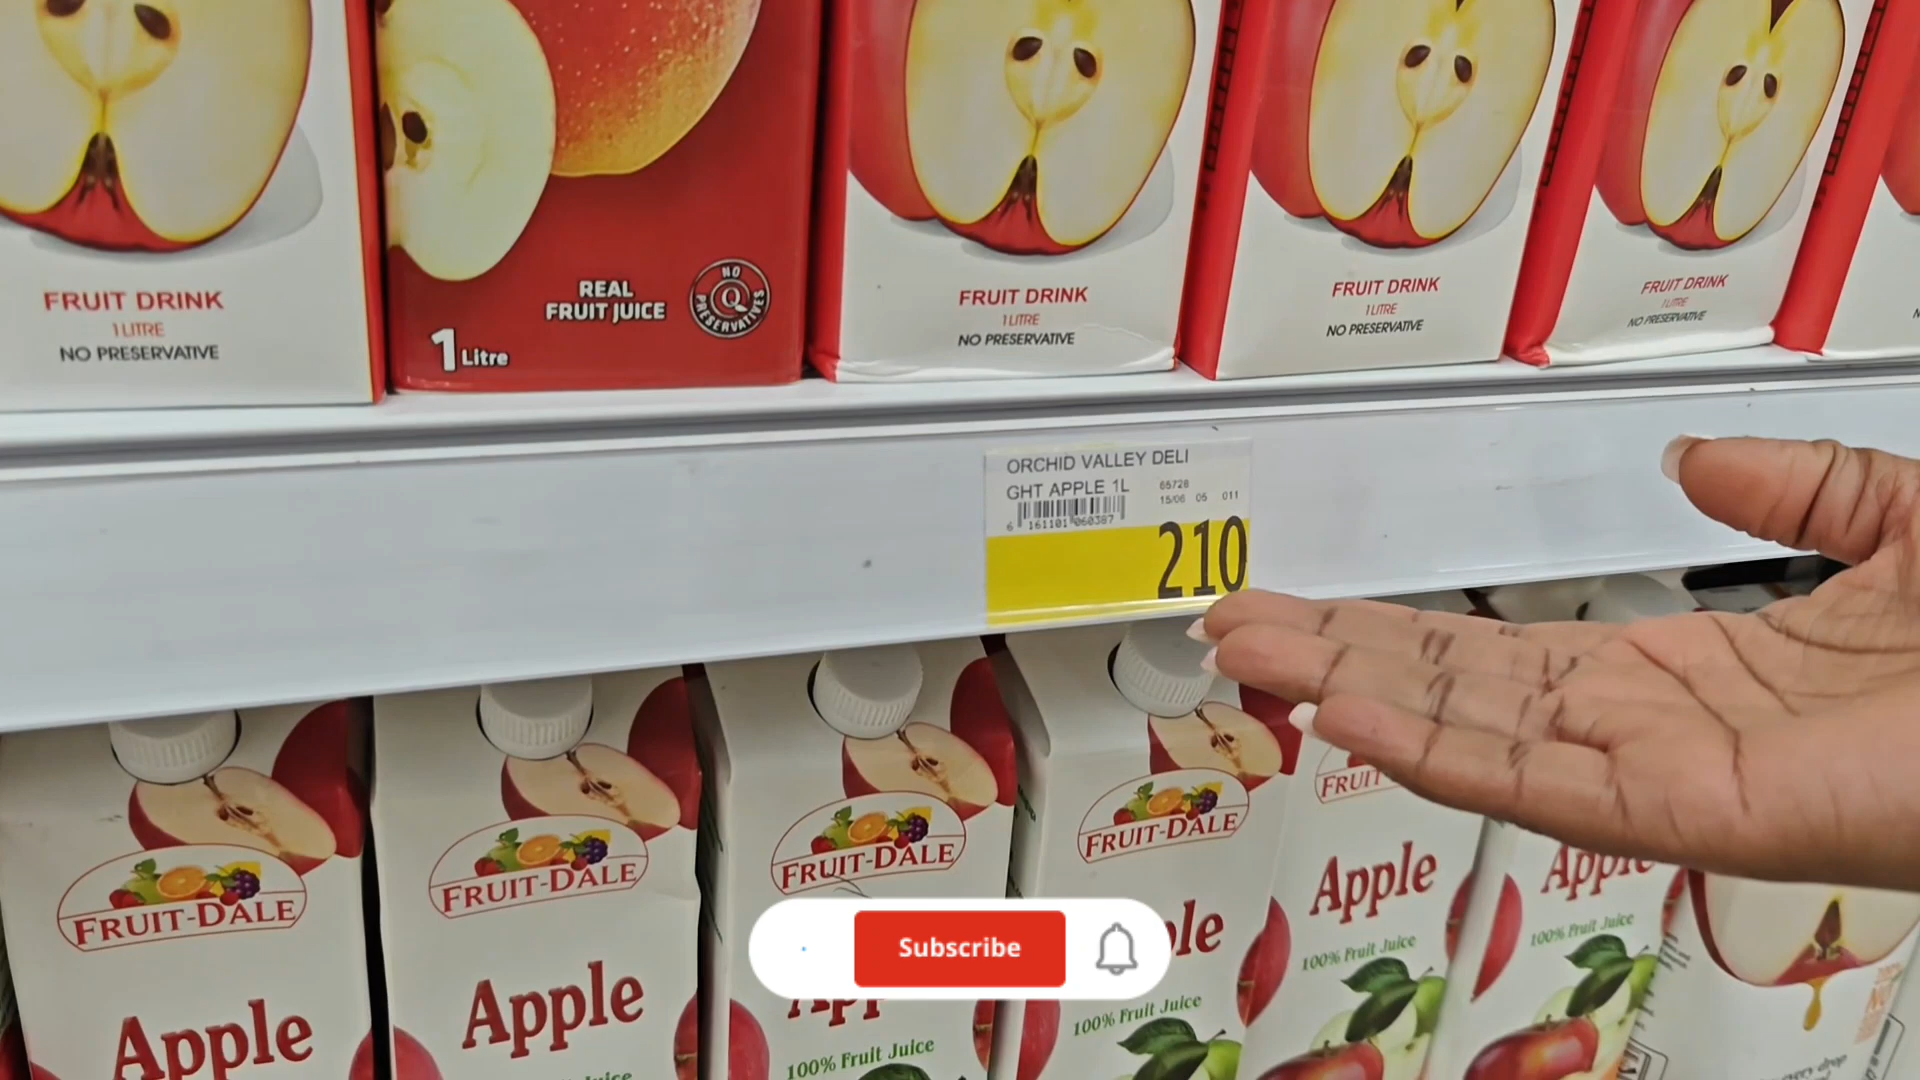 FRUIT DRINK
1 LITRE
NO PRESERVATIVE
REAL
FRUIT JUICE
NO
Q
PRESERVATIVES
1 Litre
FRUIT DRINK
1 LITRE
NO PRESERVATIVE
FRUIT DRINK
1 LITRE
NO PRESERVATIVE
FRUIT DRINK
1 LITRE
NO PRESERVATIVE
ORCHID VALLEY DELI
GHT APPLE 1L
65728
15/06 05 011
6 161101 060387
210
FRUIT-DALE
Apple
FRUIT-DALE
Apple
FRUIT-DALE
100% Fruit Juice
FRUIT-DALE
100% Fruit Juice
Apple
100% Fruit Juice
Apple
100% Fruit Juice
Subscribe